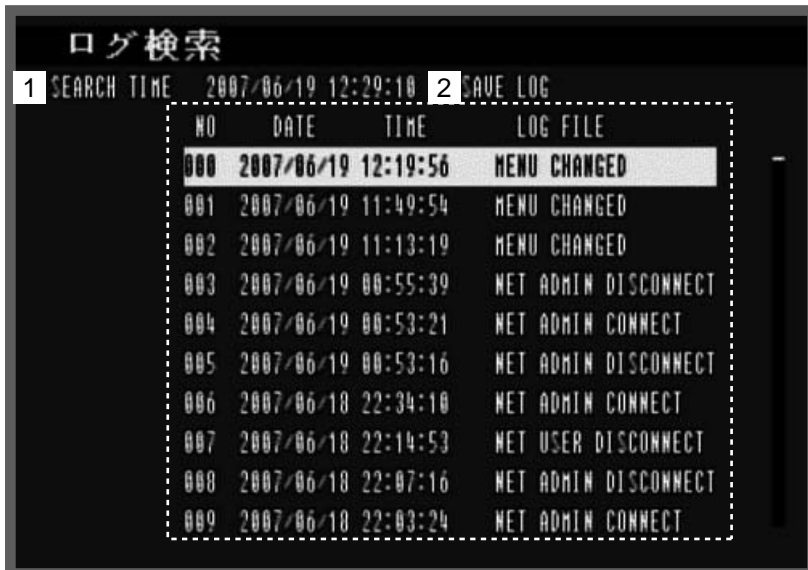 ログ検索
1 SEARCH TIME 2007/06/19 12:29:10 2 SAVE LOG
NO DATE TIME LOG FILE
000 2007/06/19 12:19:56 MENU CHANGED
001 2007/06/19 11:49:54 MENU CHANGED
002 2007/06/19 11:13:19 MENU CHANGED
003 2007/06/19 00:55:39 NET ADMIN DISCONNECT
004 2007/06/19 00:53:21 NET ADMIN CONNECT
005 2007/06/19 00:53:16 NET ADMIN DISCONNECT
006 2007/06/18 22:34:10 NET ADMIN CONNECT
007 2007/06/18 22:14:53 NET USER DISCONNECT
008 2007/06/18 22:07:16 NET ADMIN DISCONNECT
009 2007/06/18 22:03:24 NET ADMIN CONNECT